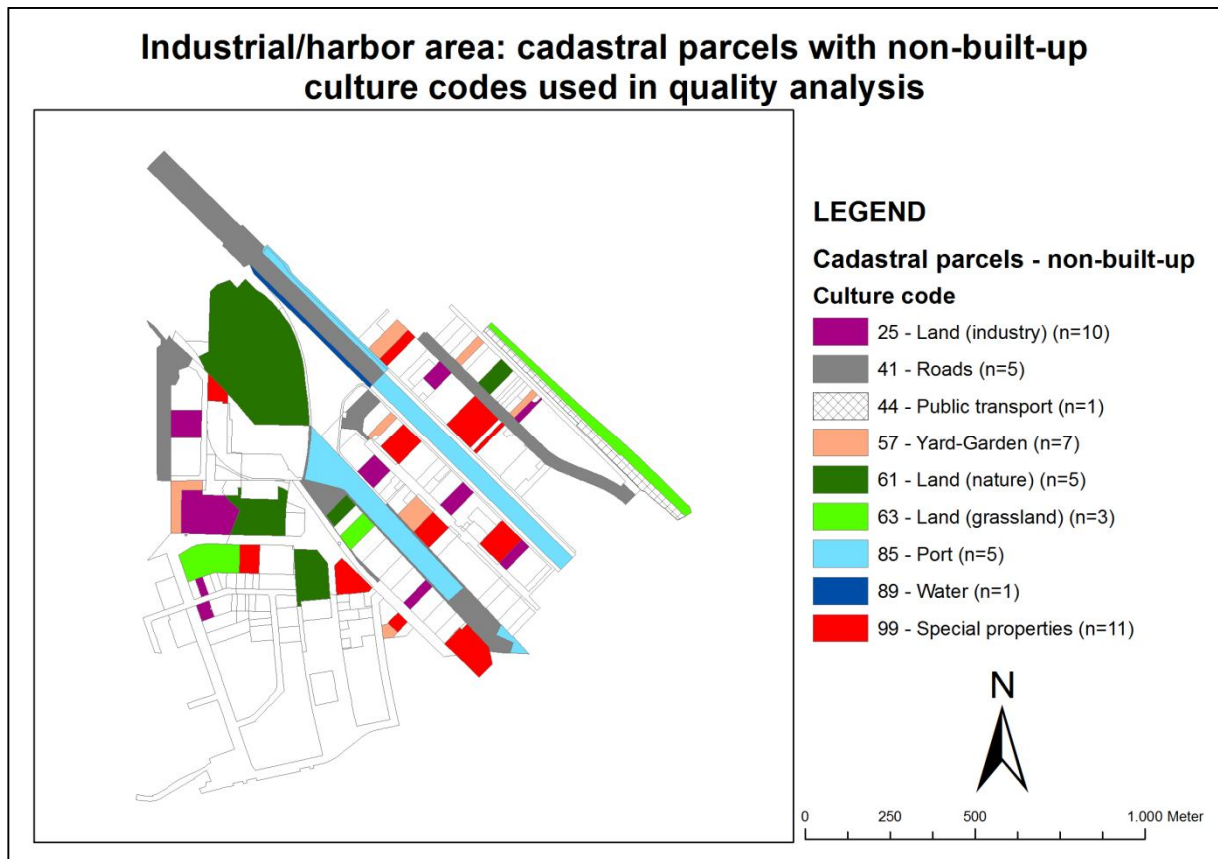 Industrial/harbor area: cadastral parcels with non-built-up
culture codes used in quality analysis
LEGEND
Cadastral parcels - non-built-up
Culture code
25 - Land (industry) (n=10)
41 - Roads (n=5)
44 - Public transport (n=1)
57 - Yard-Garden (n=7)
61 - Land (nature) (n=5)
63 - Land (grassland) (n=3)
85 - Port (n=5)
89 - Water (n=1)
99 - Special properties (n=11)
N
0 250 500 1.000 Meter